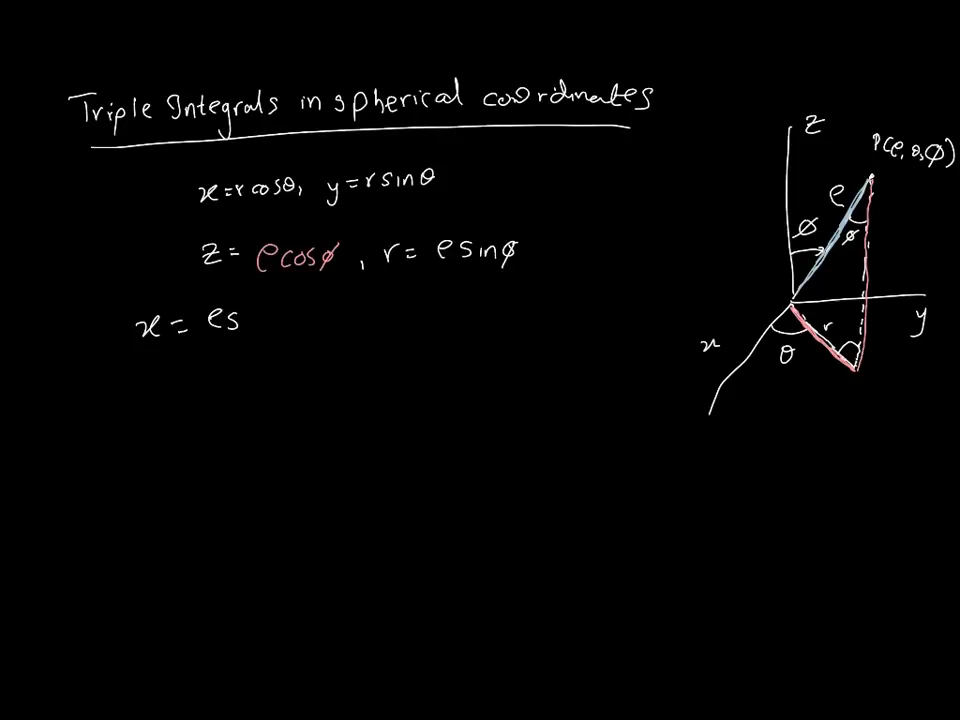 Triple Integrals in spherical coordinates
x = r cosθ, y = r sinθ
z = ρcosϕ, r = ρ sinϕ
x = ρs
z
P(ρ, θ, ϕ)
ρ
ϕ
ϕ
y
r
x
θ